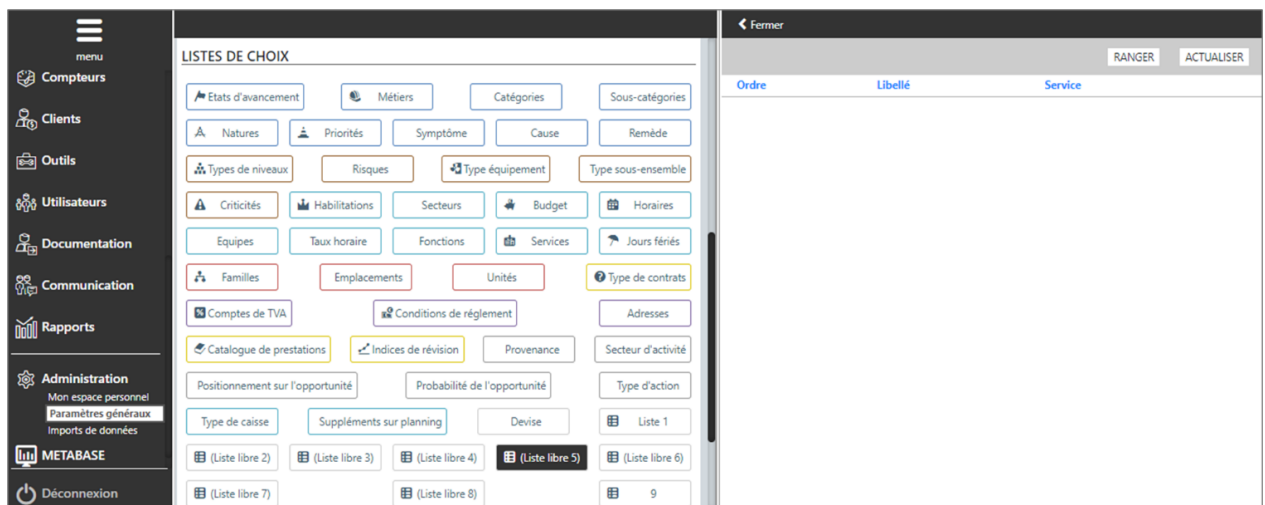 menu
Compteurs
Clients
Outils
Utilisateurs
Documentation
Communication
Rapports
Administration
Mon espace personnel
Paramètres généraux
Imports de données
METABASE
Déconnexion
LISTES DE CHOIX
Etats d'avancement Métiers Catégories Sous-catégories
Natures Priorités Symptôme Cause Remède
Types de niveaux Risques Type équipement Type sous-ensemble
Criticités Habilitations Secteurs Budget Horaires
Equipes Taux horaire Fonctions Services Jours fériés
Familles Emplacements Unités Type de contrats
Comptes de TVA Conditions de réglement Adresses
Catalogue de prestations Indices de révision Provenance Secteur d'activité
Positionnement sur l'opportunité Probabilité de l'opportunité Type d'action
Type de caisse Suppléments sur planning Devise Liste 1
(Liste libre 2) (Liste libre 3) (Liste libre 4) (Liste libre 5) (Liste libre 6)
(Liste libre 7) (Liste libre 8) 9
Fermer
RANGER ACTUALISER
Ordre Libellé Service